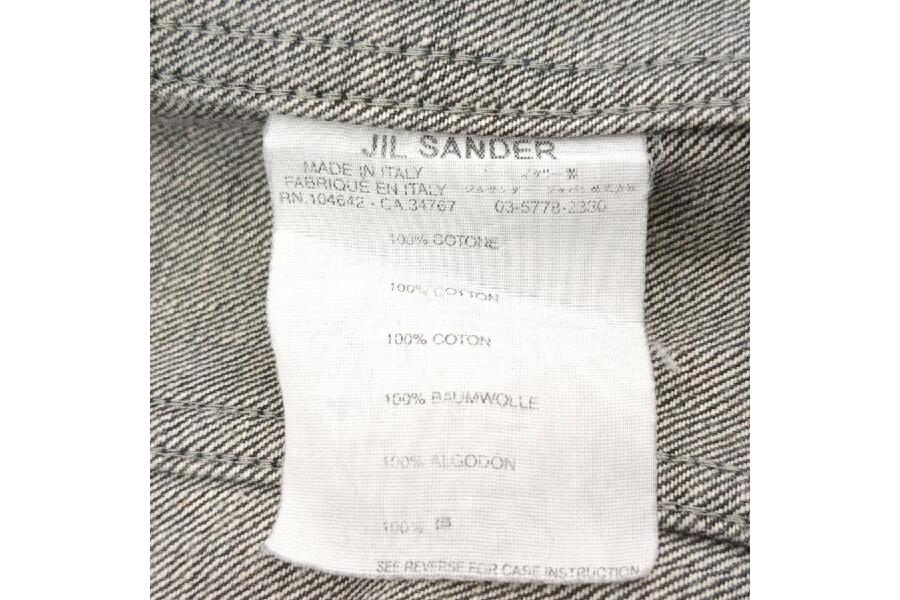 JIL SANDER
MADE IN ITALY
FABRIQUE EN ITALY
RN.104642 - CA.34767 03-5778-2330
100% COTONE
100% COTTON
100% COTON
100% BAUMWOLLE
100% ALGODÓN
100% 綿
SEE REVERSE FOR CARE INSTRUCTION